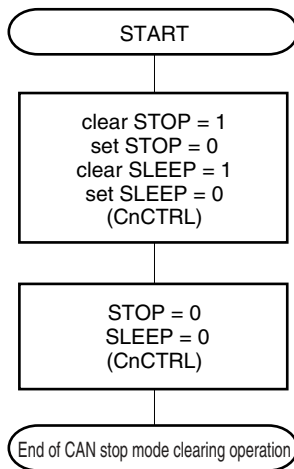 START
clear STOP = 1
set STOP = 0
clear SLEEP = 1
set SLEEP = 0
(CnCTRL)
STOP = 0
SLEEP = 0
(CnCTRL)
End of CAN stop mode clearing operation